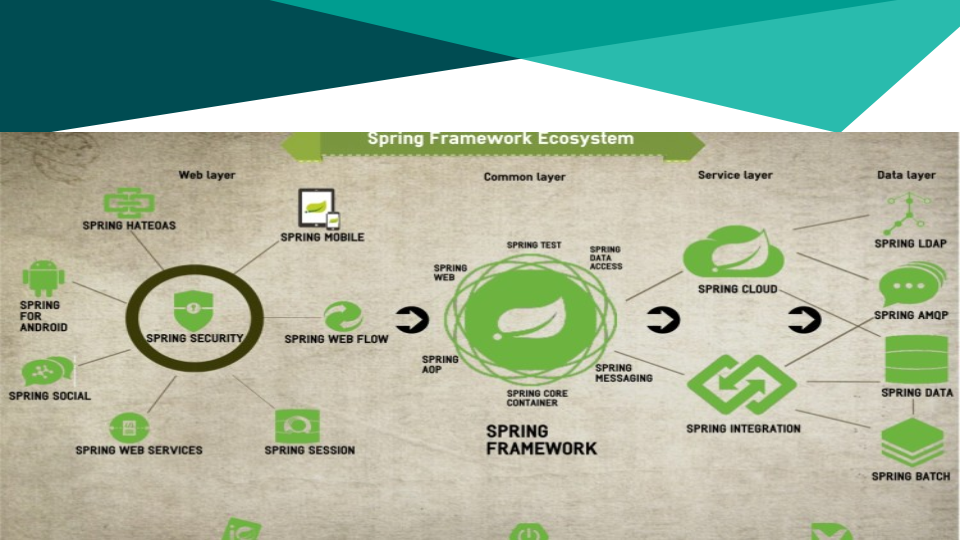 Spring Framework Ecosystem
Web layer
Common layer
Service layer
Data layer
SPRING HATEOAS
SPRING MOBILE
SPRING
FOR
ANDROID
SPRING SECURITY
SPRING WEB FLOW
SPRING SOCIAL
SPRING WEB SERVICES
SPRING SESSION
SPRING TEST
SPRING
DATA
ACCESS
SPRING
WEB
SPRING
AOP
SPRING
MESSAGING
SPRING CORE
CONTAINER
SPRING
FRAMEWORK
SPRING CLOUD
SPRING INTEGRATION
SPRING LDAP
SPRING AMQP
SPRING DATA
SPRING BATCH